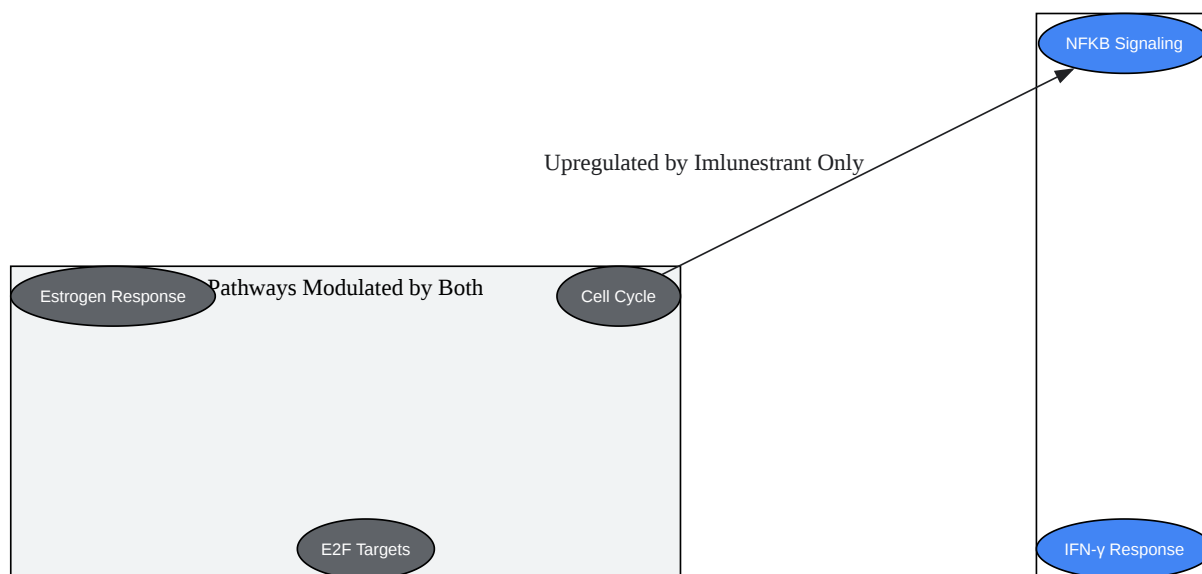 NFKB Signaling
Upregulated by Imlunestrant Only
Estrogen Response
Pathways Modulated by Both
Cell Cycle
E2F Targets
IFN-γ Response